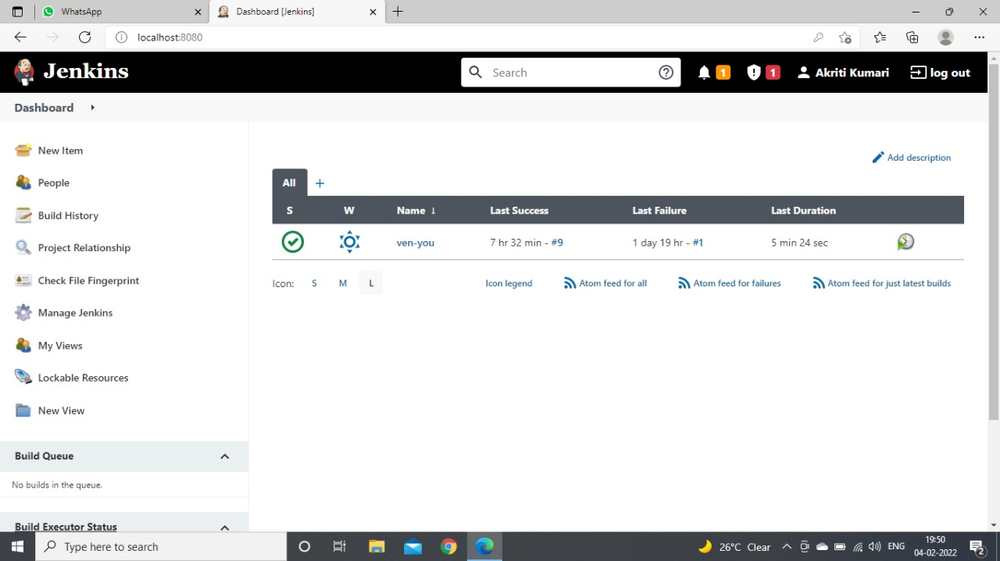 WhatsApp
Dashboard [Jenkins]
localhost:8080
Jenkins
Search
1
1
Akriti Kumari
log out
Dashboard
New Item
People
Build History
Project Relationship
Check File Fingerprint
Manage Jenkins
My Views
Lockable Resources
New View
Build Queue
No builds in the queue.
Build Executor Status
Add description
All +
S W Name ↓ Last Success Last Failure Last Duration
ven-you 7 hr 32 min - #9 1 day 19 hr - #1 5 min 24 sec
Icon: S M L Icon legend Atom feed for all Atom feed for failures Atom feed for just latest builds
Type here to search
26°C Clear
ENG
19:50
04-02-2022
2